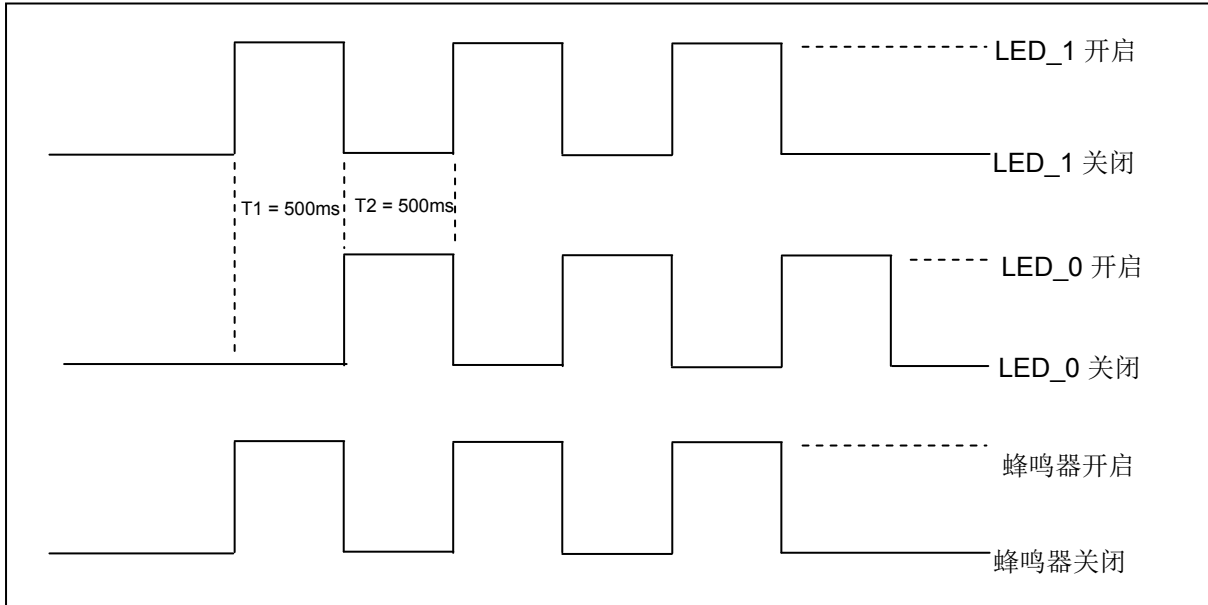 LED_1 开启
LED_1 关闭
T1 = 500ms
T2 = 500ms
LED_0 开启
LED_0 关闭
蜂鸣器开启
蜂鸣器关闭